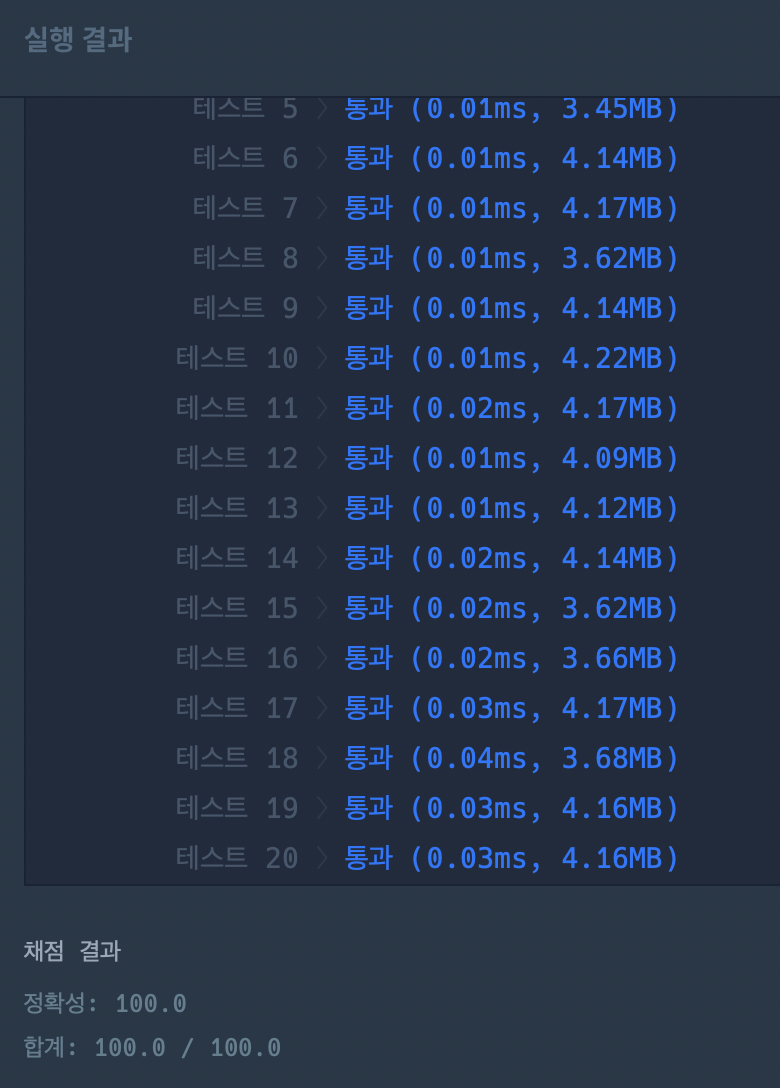 실행 결과
테스트 5 〉 통과 (0.01ms, 3.45MB)
테스트 6 〉 통과 (0.01ms, 4.14MB)
테스트 7 〉 통과 (0.01ms, 4.17MB)
테스트 8 〉 통과 (0.01ms, 3.62MB)
테스트 9 〉 통과 (0.01ms, 4.14MB)
테스트 10 〉 통과 (0.01ms, 4.22MB)
테스트 11 〉 통과 (0.02ms, 4.17MB)
테스트 12 〉 통과 (0.01ms, 4.09MB)
테스트 13 〉 통과 (0.01ms, 4.12MB)
테스트 14 〉 통과 (0.02ms, 4.14MB)
테스트 15 〉 통과 (0.02ms, 3.62MB)
테스트 16 〉 통과 (0.02ms, 3.66MB)
테스트 17 〉 통과 (0.03ms, 4.17MB)
테스트 18 〉 통과 (0.04ms, 3.68MB)
테스트 19 〉 통과 (0.03ms, 4.16MB)
테스트 20 〉 통과 (0.03ms, 4.16MB)
채점 결과
정확성: 100.0
합계: 100.0 / 100.0